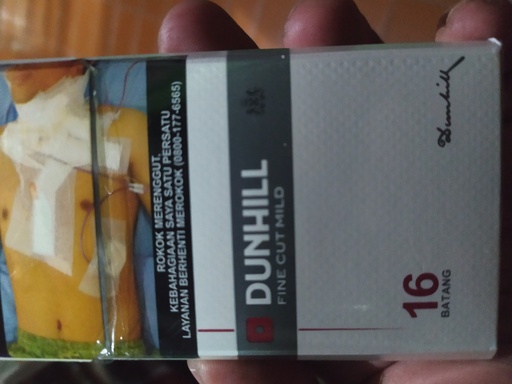 ROKOK MERENGGUT
KEBAHAGIAAN SAYA SATU PERSATU
LAYANAN BERHENTI MEROKOK (0800-177-6565)
DUNHILL
FINE CUT MILD
16
BATANG
Dunhill